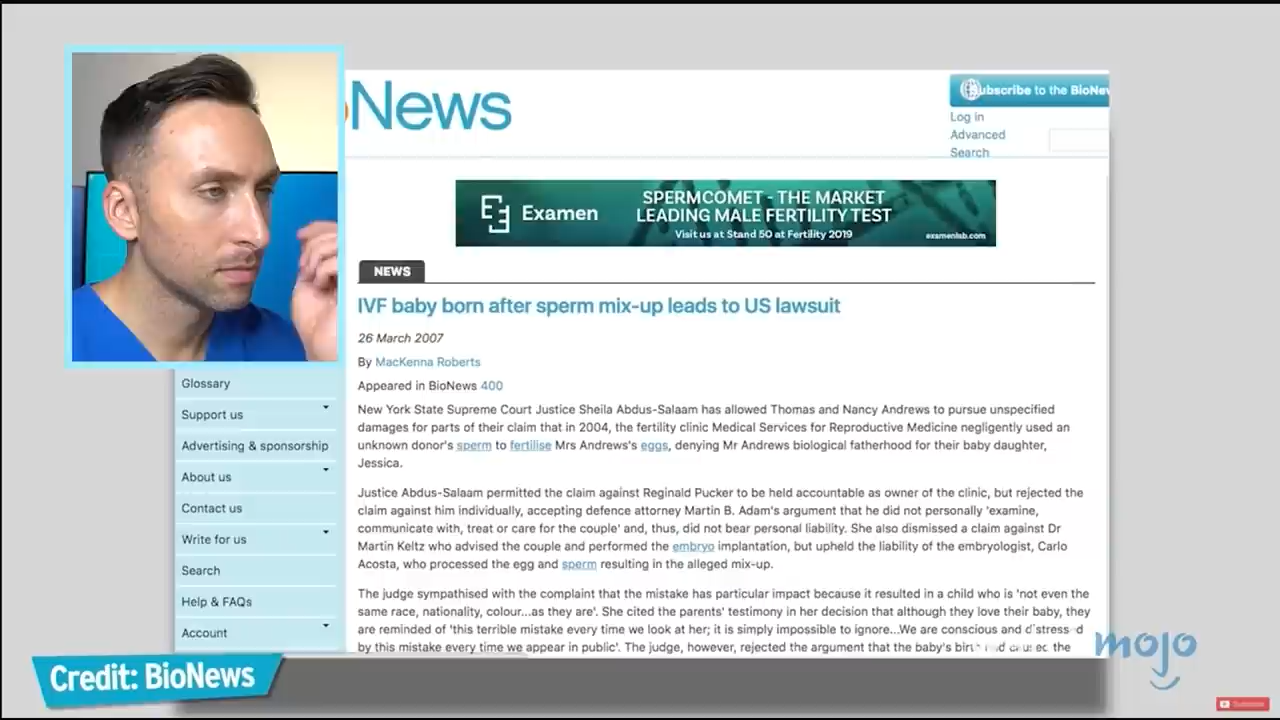 News
Subscribe to the BioNew
Log in
Advanced
Search
Examen
SPERMCOMET - THE MARKET
LEADING MALE FERTILITY TEST
Visit us at Stand 50 at Fertility 2019
examenlab.com
NEWS
IVF baby born after sperm mix-up leads to US lawsuit
26 March 2007
By MacKenna Roberts
Appeared in BioNews 400
New York State Supreme Court Justice Sheila Abdus-Salaam has allowed Thomas and Nancy Andrews to pursue unspecified
damages for parts of their claim that in 2004, the fertility clinic Medical Services for Reproductive Medicine negligently used an
unknown donor's sperm to fertilise Mrs Andrews's eggs, denying Mr Andrews biological fatherhood for their baby daughter,
Jessica.
Justice Abdus-Salaam permitted the claim against Reginald Pucker to be held accountable as owner of the clinic, but rejected the
claim against him individually, accepting defence attorney Martin B. Adam's argument that he did not personally 'examine,
communicate with, treat or care for the couple' and, thus, did not bear personal liability. She also dismissed a claim against Dr
Martin Keltz who advised the couple and performed the embryo implantation, but upheld the liability of the embryologist, Carlo
Acosta, who processed the egg and sperm resulting in the alleged mix-up.
The judge sympathised with the complaint that the mistake has particular impact because it resulted in a child who is 'not even the
same race, nationality, colour...as they are'. She cited the parents' testimony in her decision that although they love their baby, they
are reminded of 'this terrible mistake every time we look at her; it is simply impossible to ignore...We are conscious and distressed
by this mistake every time we appear in public'. The judge, however, rejected the argument that the baby's birth had caused the
Glossary
Support us
Advertising & sponsorship
About us
Contact us
Write for us
Search
Help & FAQs
Account
Credit: BioNews
mojo
Subscribe